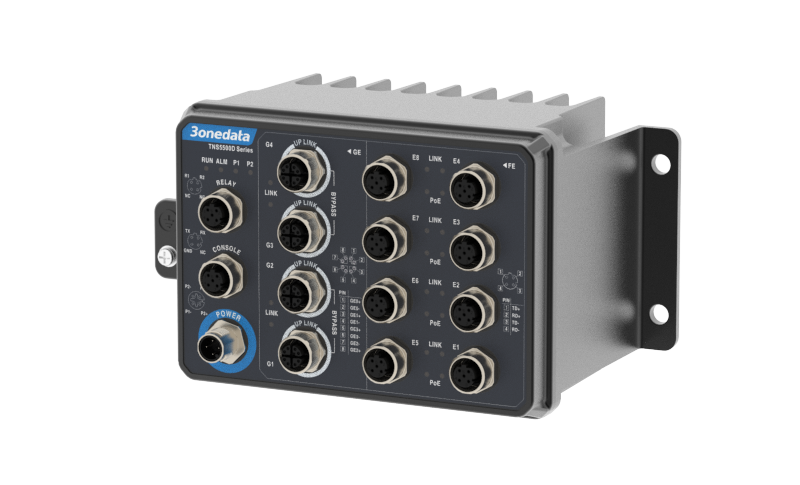 3onedata
TNS5500D Series
RUN ALM P1 P2
RELAY
CONSOLE
POWER
G4
UP LINK
◄ GE
LINK
BYPASS
UP LINK
G3
G2
UP LINK
LINK
BYPASS
UP LINK
G1
E8 LINK E4
◄ FE
PoE
E7 LINK E3
PoE
E6 LINK E2
PoE
E5 LINK E1
PoE